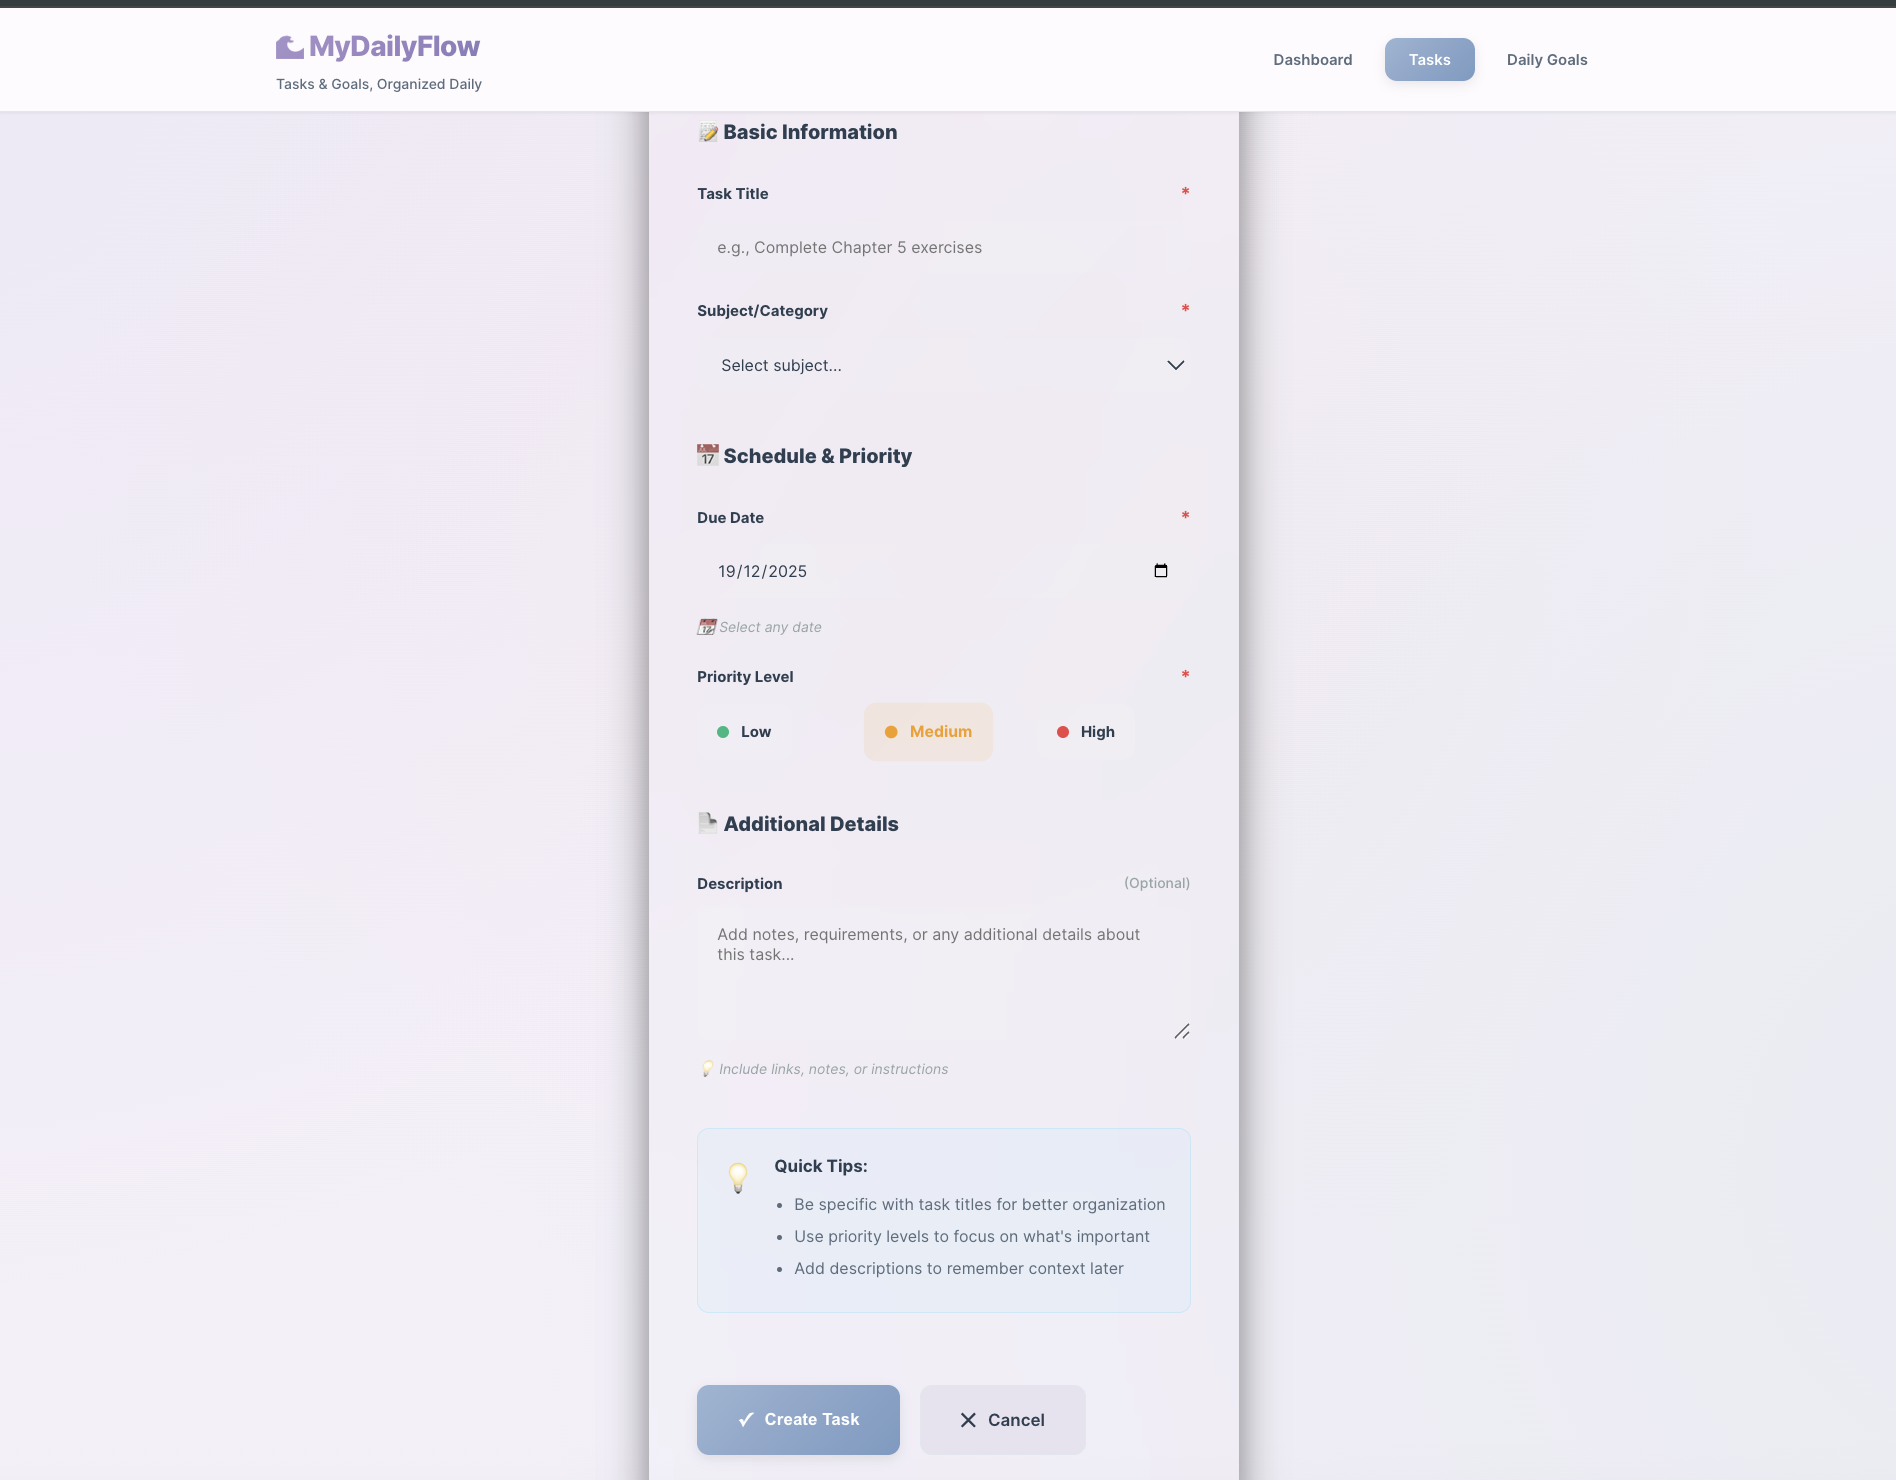 MyDailyFlow
Tasks & Goals, Organized Daily
Dashboard
Tasks
Daily Goals
Basic Information
Task Title *
e.g., Complete Chapter 5 exercises
Subject/Category *
Select subject...
17
Schedule & Priority
Due Date *
19/12/2025
Select any date
Priority Level *
Low
Medium
High
Additional Details
Description (Optional)
Add notes, requirements, or any additional details about
this task...
Include links, notes, or instructions
Quick Tips:
• Be specific with task titles for better organization
• Use priority levels to focus on what's important
• Add descriptions to remember context later
✓ Create Task
✕ Cancel